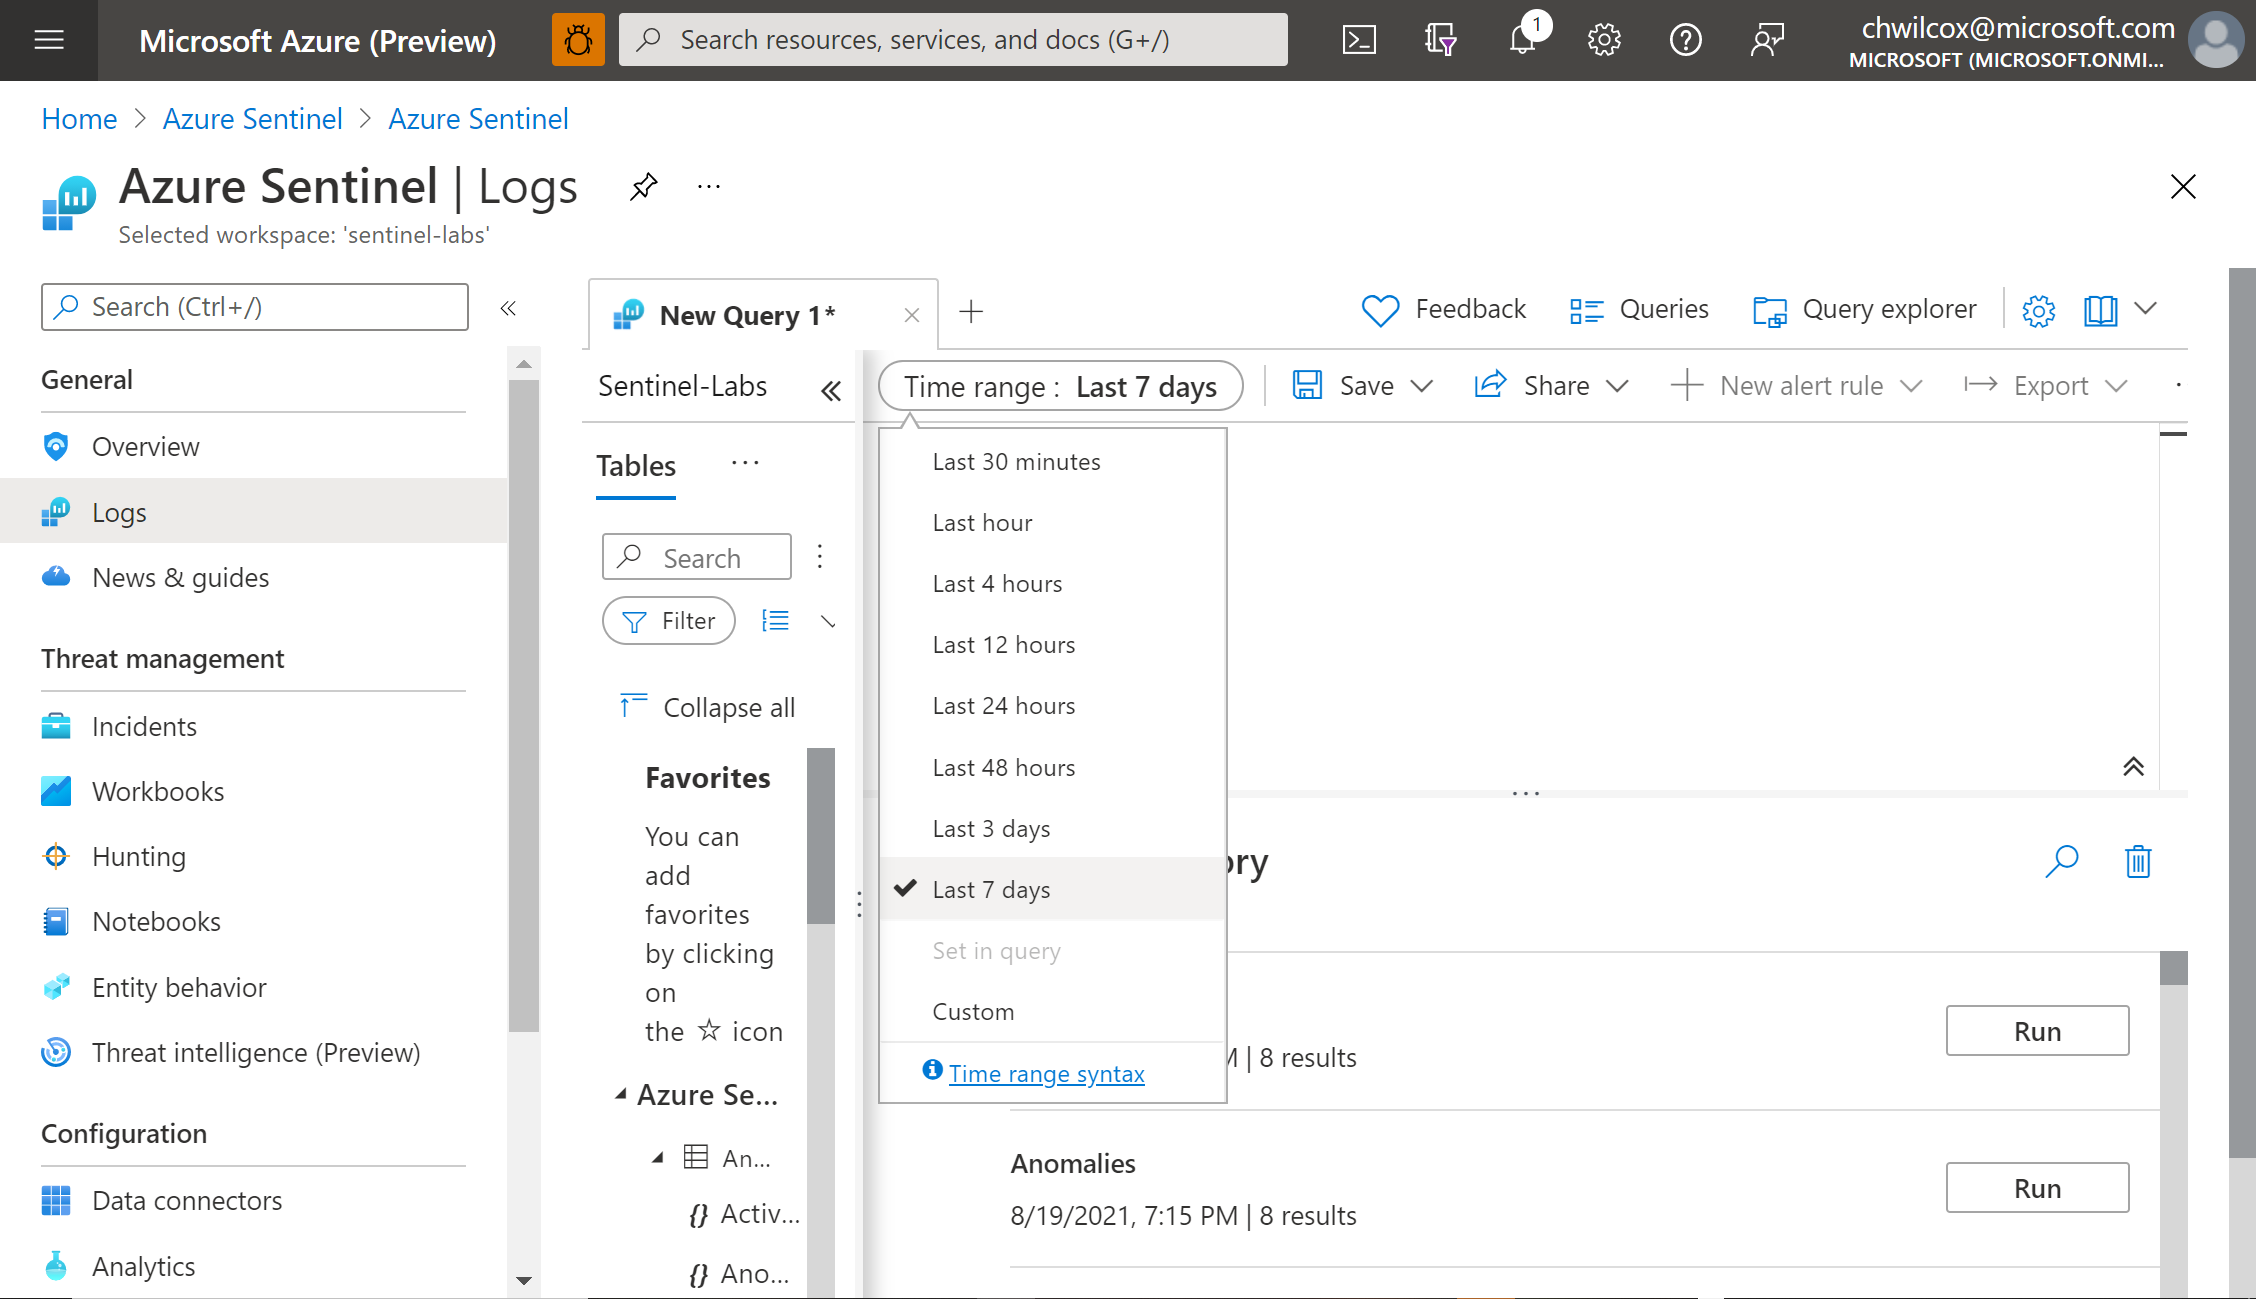 Microsoft Azure (Preview)
Search resources, services, and docs (G+/)
1
chwilcox@microsoft.com
MICROSOFT (MICROSOFT.ONMI...
Home > Azure Sentinel > Azure Sentinel
Azure Sentinel | Logs
...
Selected workspace: 'sentinel-labs'
Search (Ctrl+/)
«
General
Overview
Logs
News & guides
Threat management
Incidents
Workbooks
Hunting
Notebooks
Entity behavior
Threat intelligence (Preview)
Configuration
Data connectors
Analytics
New Query 1*
Feedback
Queries
Query explorer
Sentinel-Labs
«
Time range : Last 7 days
Save
Share
New alert rule
Export
Tables
...
Search
Filter
Collapse all
Favorites
You can
add
favorites
by clicking
on
the ☆ icon
Azure Se...
An...
{} Activ...
{} Ano...
Last 30 minutes
Last hour
Last 4 hours
Last 12 hours
Last 24 hours
Last 48 hours
Last 3 days
Last 7 days
Set in query
Custom
Time range syntax
ory
M | 8 results
Run
Anomalies
8/19/2021, 7:15 PM | 8 results
Run